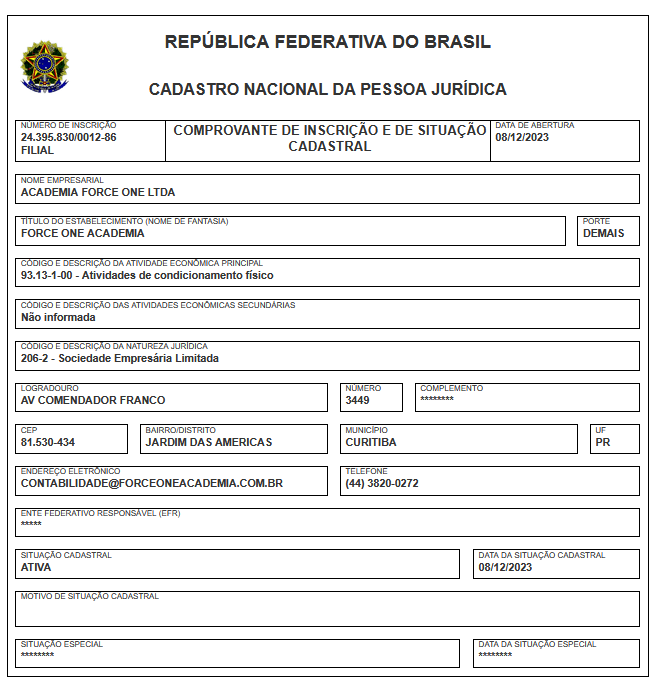 REPÚBLICA FEDERATIVA DO BRASIL
CADASTRO NACIONAL DA PESSOA JURÍDICA
NÚMERO DE INSCRIÇÃO
24.395.830/0012-86
FILIAL
COMPROVANTE DE INSCRIÇÃO E DE SITUAÇÃO
CADASTRAL
DATA DE ABERTURA
08/12/2023
NOME EMPRESARIAL
ACADEMIA FORCE ONE LTDA
TÍTULO DO ESTABELECIMENTO (NOME DE FANTASIA)
FORCE ONE ACADEMIA
PORTE
DEMAIS
CÓDIGO E DESCRIÇÃO DA ATIVIDADE ECONÔMICA PRINCIPAL
93.13-1-00 - Atividades de condicionamento físico
CÓDIGO E DESCRIÇÃO DAS ATIVIDADES ECONÔMICAS SECUNDÁRIAS
Não informada
CÓDIGO E DESCRIÇÃO DA NATUREZA JURÍDICA
206-2 - Sociedade Empresária Limitada
LOGRADOURO
AV COMENDADOR FRANCO
NÚMERO
3449
COMPLEMENTO
********
CEP
81.530-434
BAIRRO/DISTRITO
JARDIM DAS AMERICAS
MUNICÍPIO
CURITIBA
UF
PR
ENDEREÇO ELETRÔNICO
CONTABILIDADE@FORCEONEACADEMIA.COM.BR
TELEFONE
(44) 3820-0272
ENTE FEDERATIVO RESPONSÁVEL (EFR)
*****
SITUAÇÃO CADASTRAL
ATIVA
DATA DA SITUAÇÃO CADASTRAL
08/12/2023
MOTIVO DE SITUAÇÃO CADASTRAL
SITUAÇÃO ESPECIAL
********
DATA DA SITUAÇÃO ESPECIAL
********